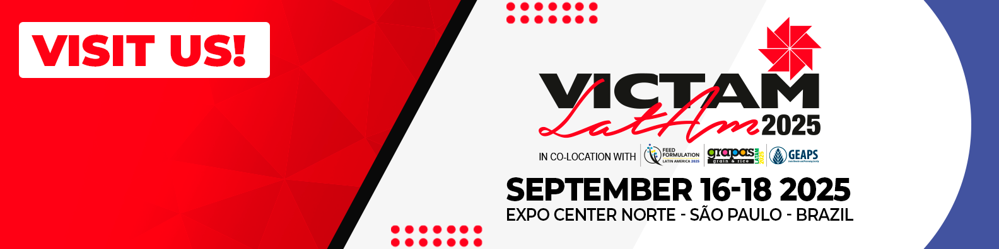 VISIT US!
VICTAM
LatAm 2025
IN CO-LOCATION WITH
FEED
FORMULATION
LATIN AMERICA 2025
grapas
grain & rice
LATAM
2025
GEAPS
SEPTEMBER 16-18 2025
EXPO CENTER NORTE - SÃO PAULO - BRAZIL